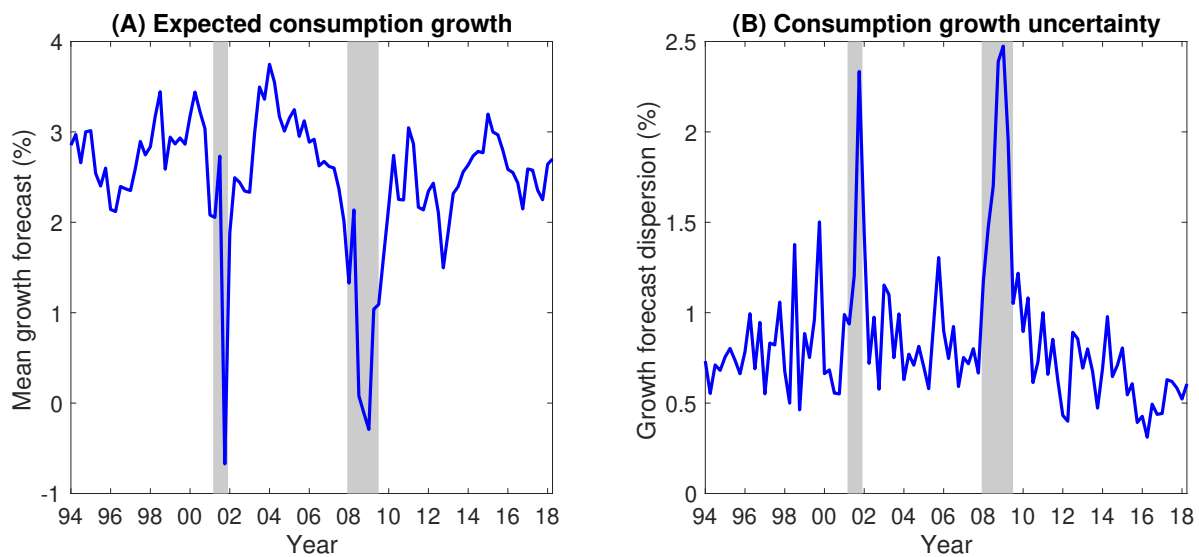 (A) Expected consumption growth
Mean growth forecast (%)
4
3
2
1
0
-1
94 96 98 00 02 04 06 08 10 12 14 16 18
Year
(B) Consumption growth uncertainty
Growth forecast dispersion (%)
2.5
2
1.5
1
0.5
0
94 96 98 00 02 04 06 08 10 12 14 16 18
Year